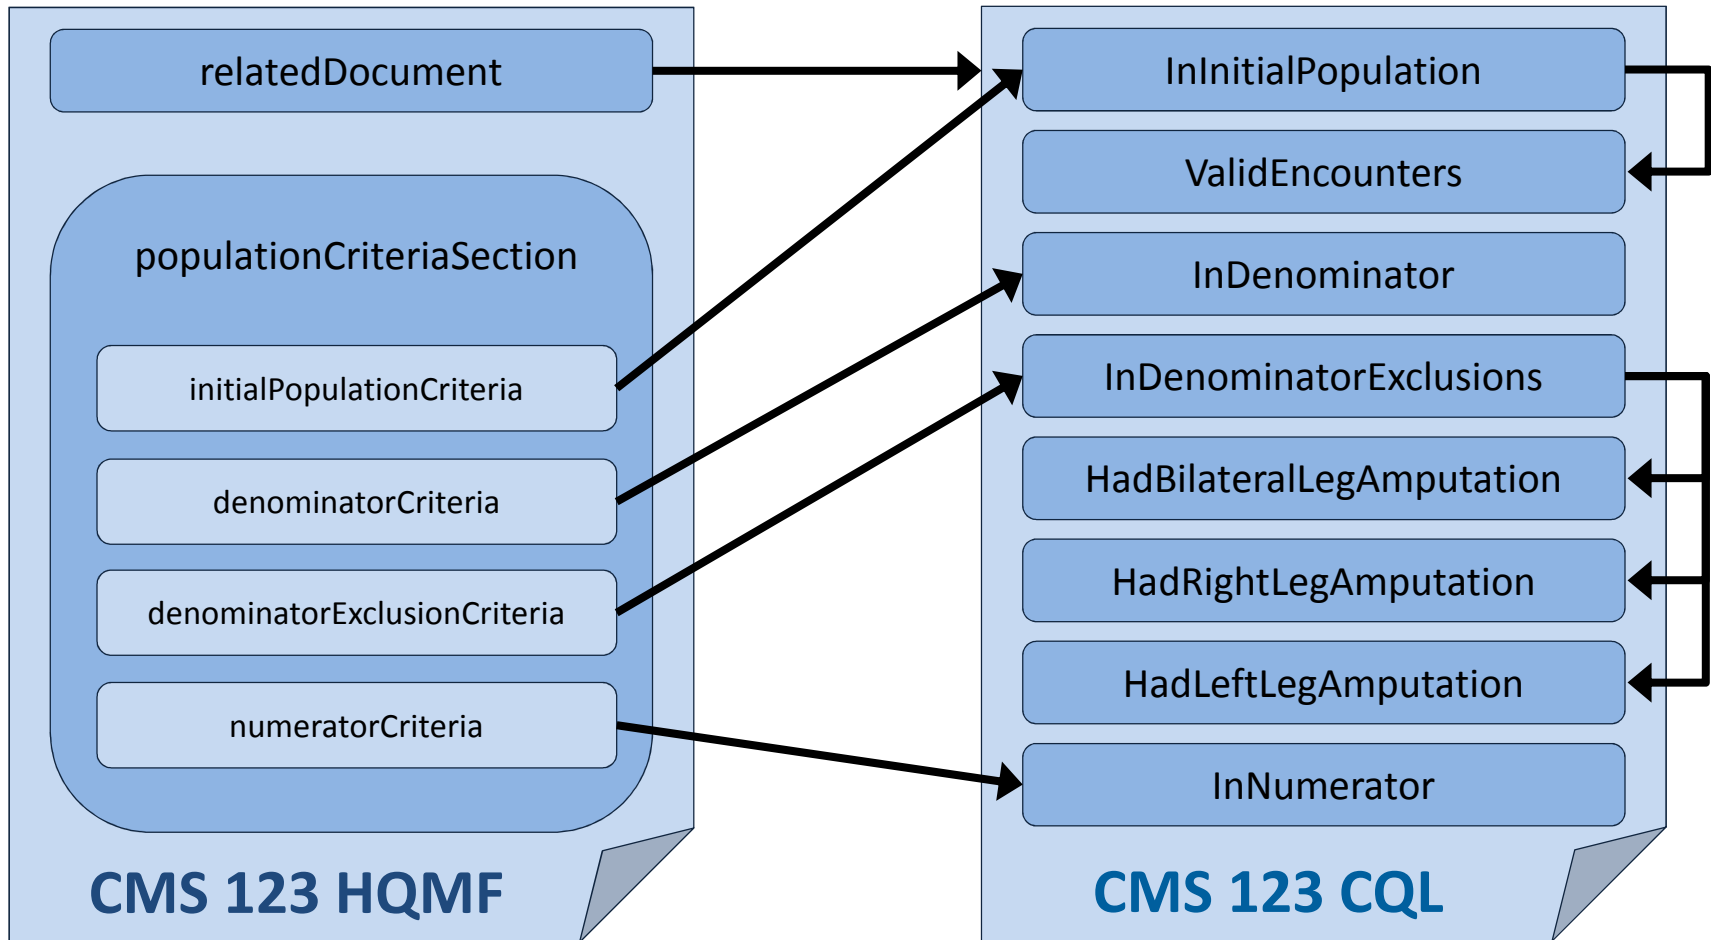 relatedDocument
populationCriteriaSection
initialPopulationCriteria
denominatorCriteria
denominatorExclusionCriteria
numeratorCriteria
CMS 123 HQMF
InInitialPopulation
ValidEncounters
InDenominator
InDenominatorExclusions
HadBilateralLegAmputation
HadRightLegAmputation
HadLeftLegAmputation
InNumerator
CMS 123 CQL